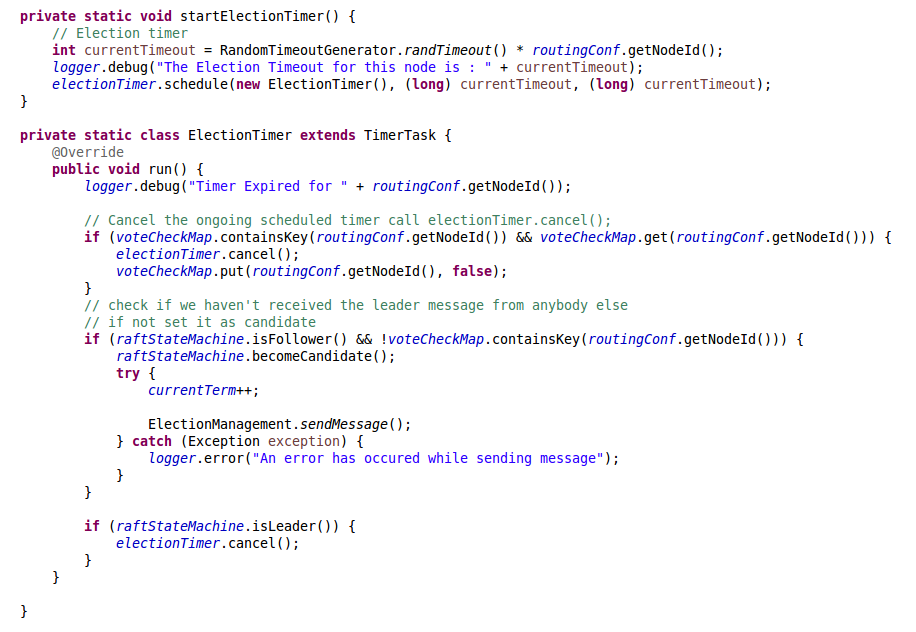 private static void startElectionTimer() {
    // Election timer
    int currentTimeout = RandomTimeoutGenerator.randTimeout() * routingConf.getNodeId();
    logger.debug("The Election Timeout for this node is : " + currentTimeout);
    electionTimer.schedule(new ElectionTimer(), (long) currentTimeout, (long) currentTimeout);
}

private static class ElectionTimer extends TimerTask {
    @Override
    public void run() {
        logger.debug("Timer Expired for " + routingConf.getNodeId());

        // Cancel the ongoing scheduled timer call electionTimer.cancel();
        if (voteCheckMap.containsKey(routingConf.getNodeId()) && voteCheckMap.get(routingConf.getNodeId())) {
            electionTimer.cancel();
            voteCheckMap.put(routingConf.getNodeId(), false);
        }
        // check if we haven't received the leader message from anybody else
        // if not set it as candidate
        if (raftStateMachine.isFollower() && !voteCheckMap.containsKey(routingConf.getNodeId())) {
            raftStateMachine.becomeCandidate();
            try {
                currentTerm++;

                ElectionManagement.sendMessage();
            } catch (Exception exception) {
                logger.error("An error has occured while sending message");
            }
        }

        if (raftStateMachine.isLeader()) {
            electionTimer.cancel();
        }
    }

}